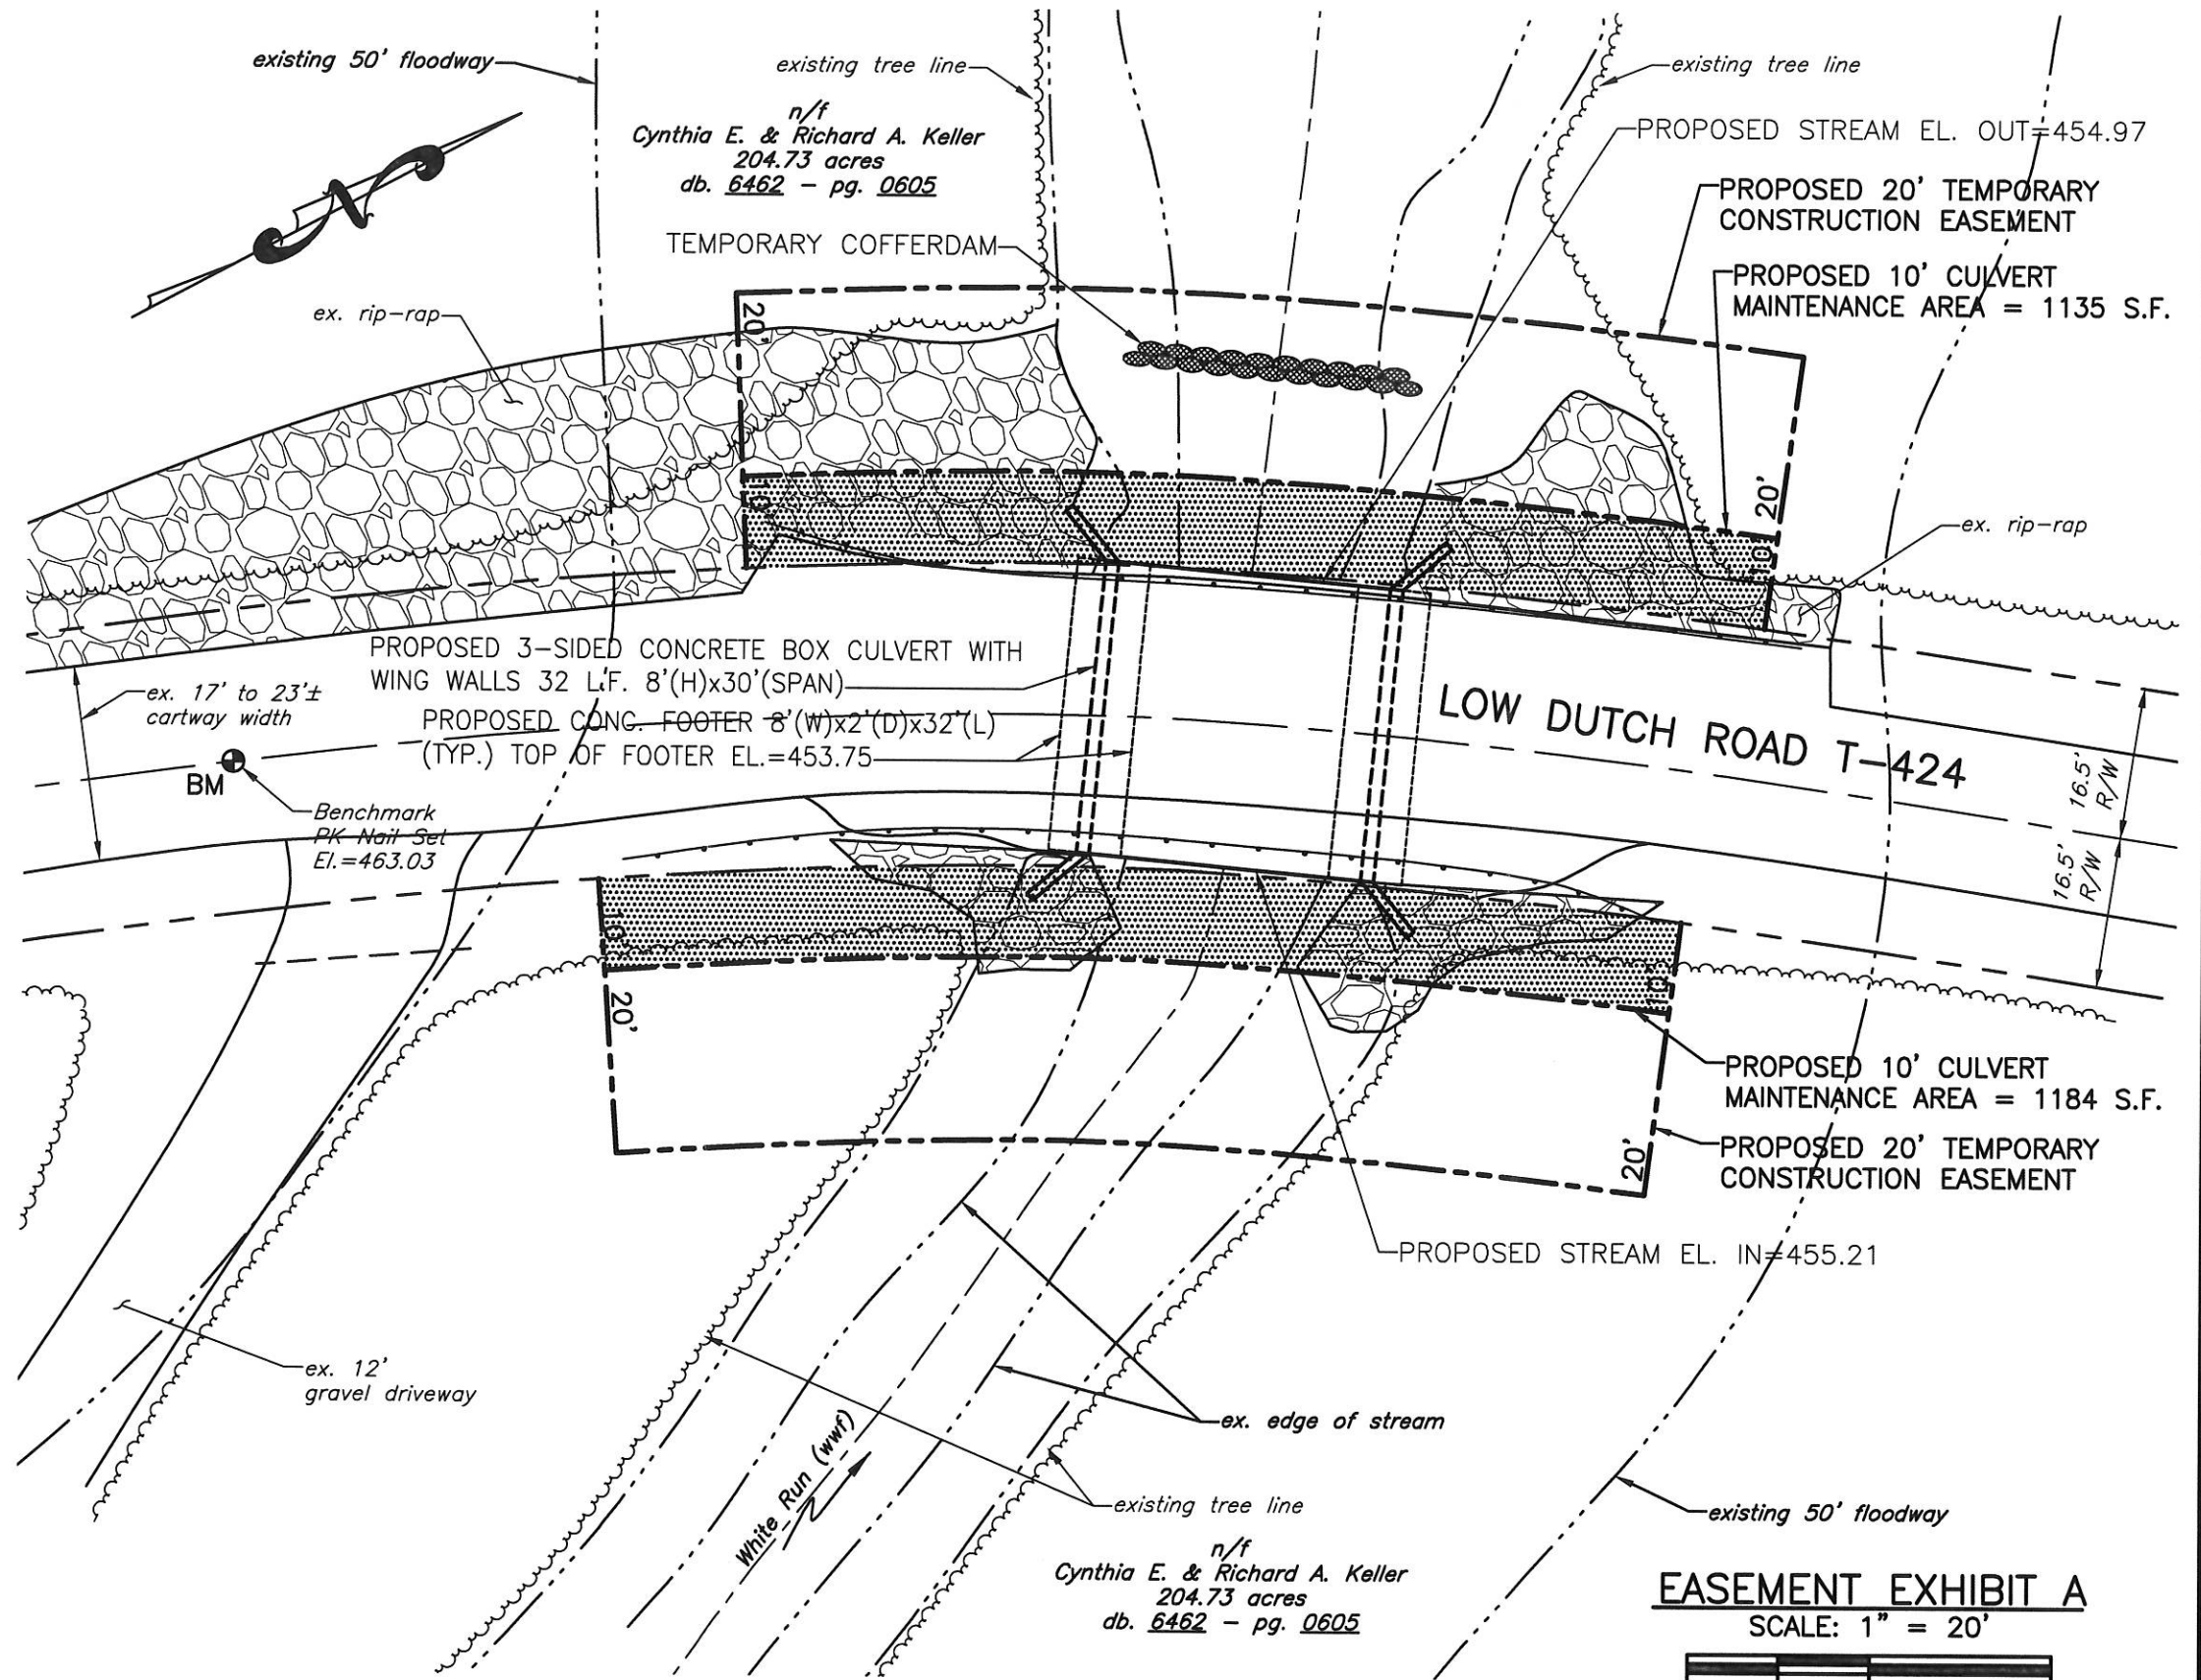 existing 50' floodway
existing tree line
existing tree line
n/f
Cynthia E. & Richard A. Keller
204.73 acres
db. 6462 - pg. 0605
PROPOSED STREAM EL. OUT=454.97
PROPOSED 20' TEMPORARY
CONSTRUCTION EASEMENT
TEMPORARY COFFERDAM
PROPOSED 10' CULVERT
MAINTENANCE AREA = 1135 S.F.
N
ex. rip-rap
20'
10'
20'
10'
ex. rip-rap
PROPOSED 3-SIDED CONCRETE BOX CULVERT WITH
WING WALLS 32 L.F. 8'(H)x30'(SPAN)
ex. 17' to 23'±
cartway width
PROPOSED CONC. FOOTER 8'(W)x2'(D)x32'(L)
(TYP.) TOP OF FOOTER EL.=453.75
LOW DUTCH ROAD T-424
BM
Benchmark
PK Nail Set
El.=463.03
16.5'
R/W
16.5'
R/W
10'
20'
10'
20'
PROPOSED 10' CULVERT
MAINTENANCE AREA = 1184 S.F.
PROPOSED 20' TEMPORARY
CONSTRUCTION EASEMENT
PROPOSED STREAM EL. IN=455.21
ex. 12'
gravel driveway
ex. edge of stream
White Run (wwf)
existing tree line
existing 50' floodway
n/f
Cynthia E. & Richard A. Keller
204.73 acres
db. 6462 - pg. 0605
EASEMENT EXHIBIT A
SCALE: 1" = 20'